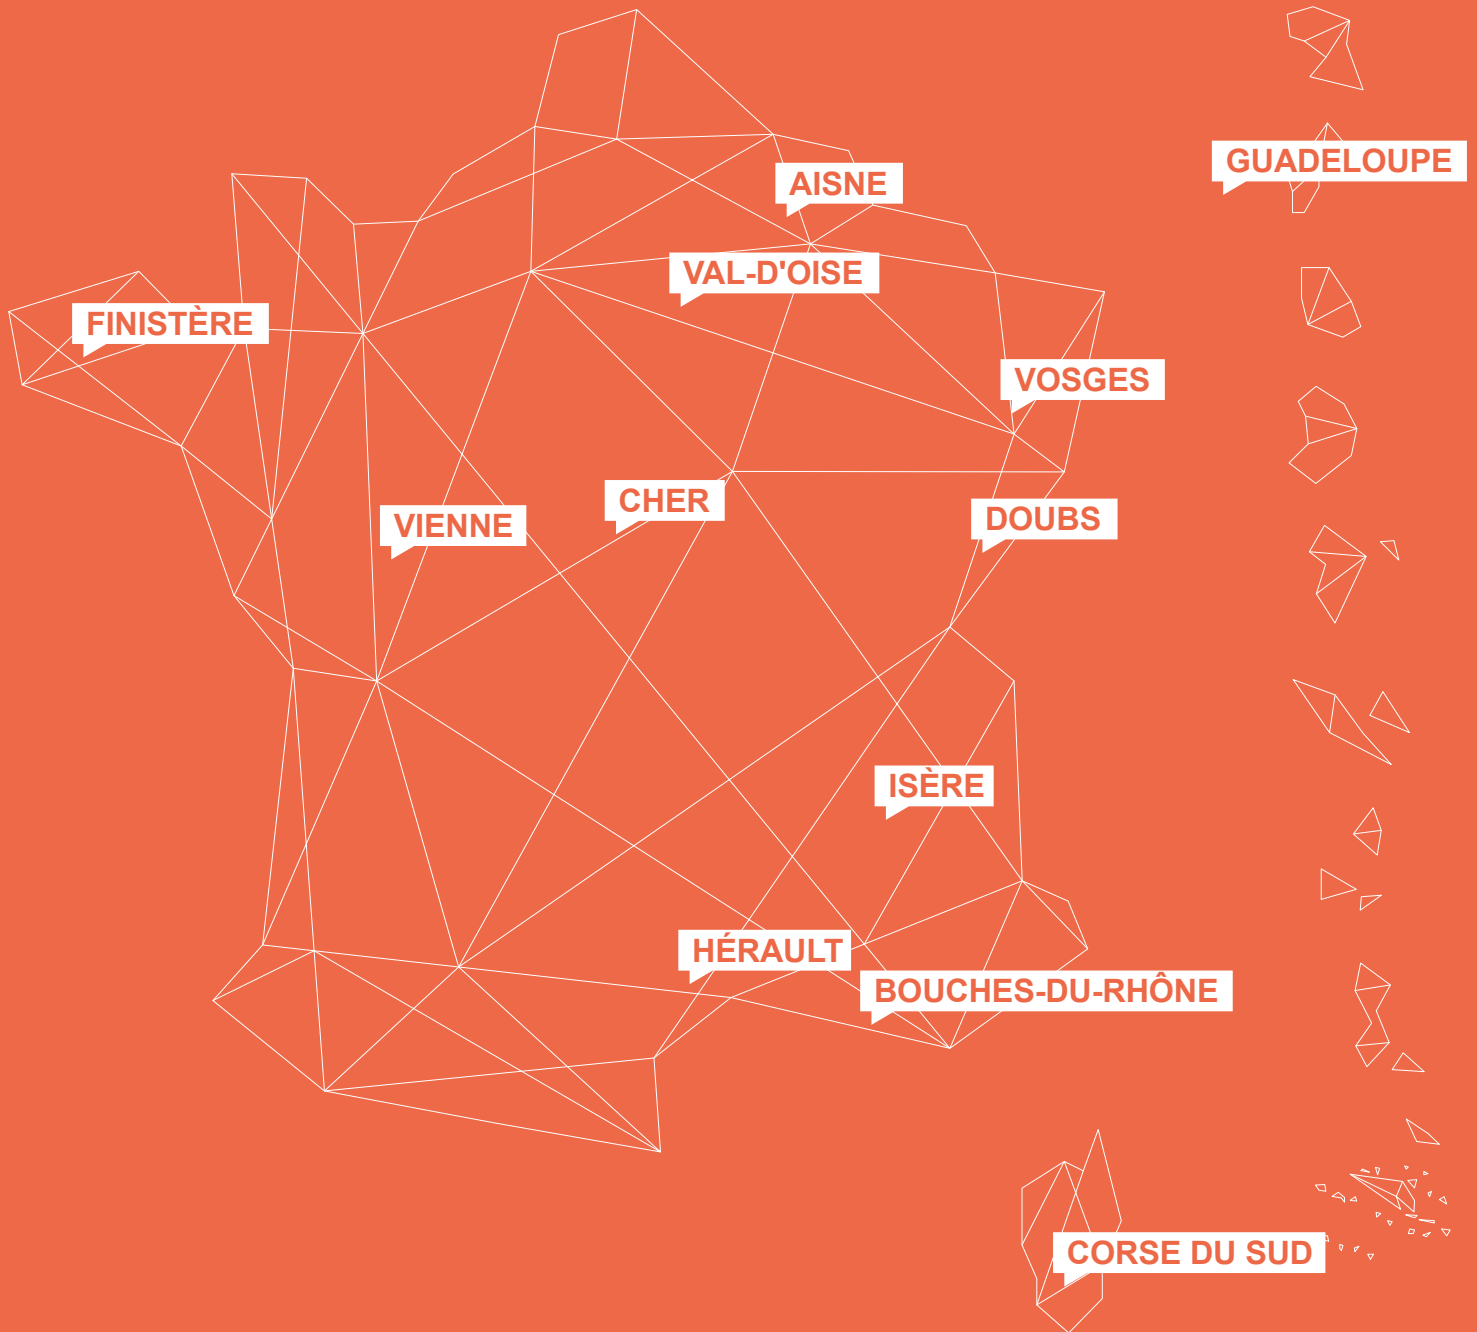 AISNE
GUADELOUPE
VAL-D'OISE
FINISTÈRE
VOSGES
CHER
VIENNE
DOUBS
ISÈRE
HÉRAULT
BOUCHES-DU-RHÔNE
CORSE DU SUD